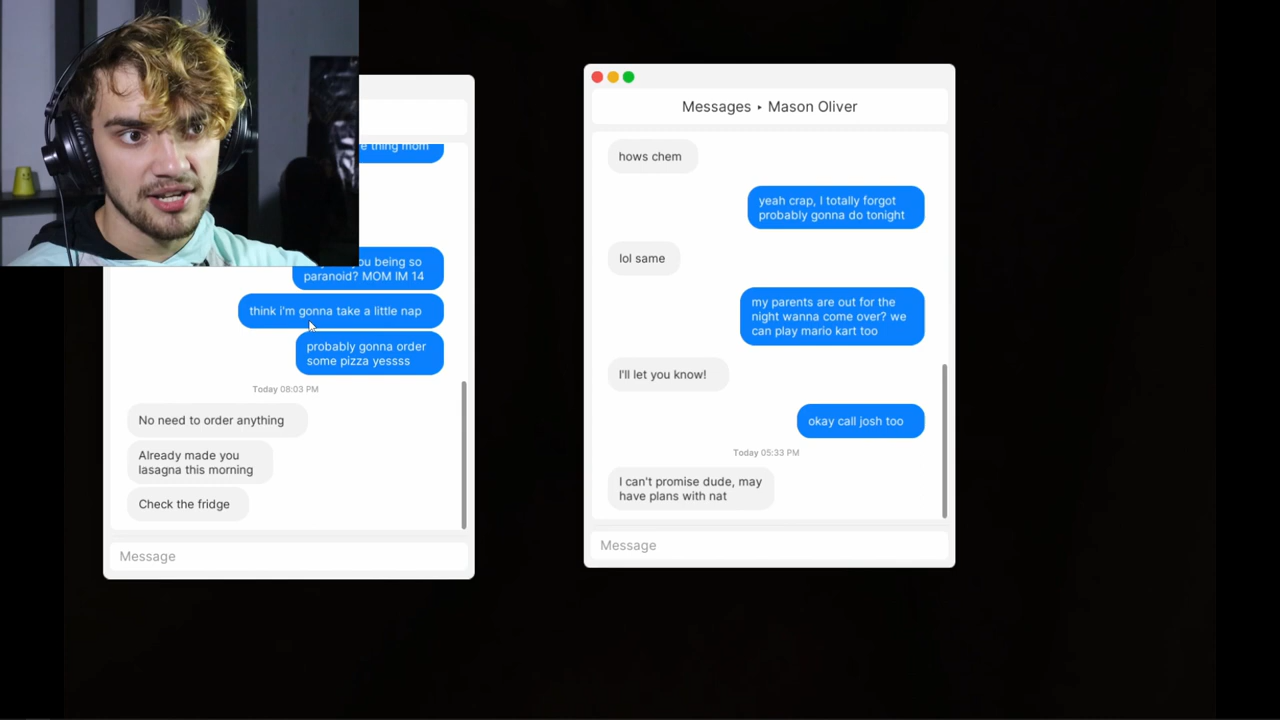 e thing mom
ou being so
paranoid? MOM IM 14
think i'm gonna take a little nap
probably gonna order
some pizza yessss
Today 08:03 PM
No need to order anything
Already made you
lasagna this morning
Check the fridge
Message
Messages ‣ Mason Oliver
hows chem
yeah crap, I totally forgot
probably gonna do tonight
lol same
my parents are out for the
night wanna come over? we
can play mario kart too
I'll let you know!
okay call josh too
Today 05:33 PM
I can't promise dude, may
have plans with nat
Message